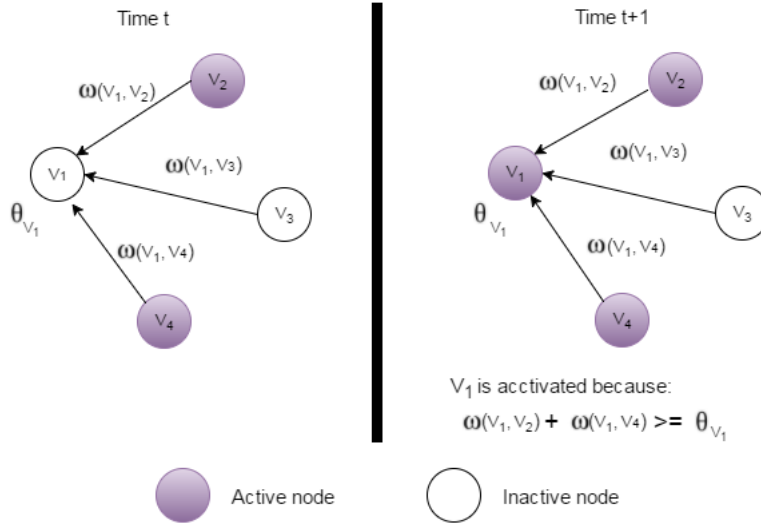 Time t
V2
ω(V1, V2)
V1
ω(V1, V3)
θV1
V3
ω(V1, V4)
V4
Time t+1
V2
ω(V1, V2)
V1
ω(V1, V3)
θV1
V3
ω(V1, V4)
V4
V1 is acctivated because:
ω(V1, V2) + ω(V1, V4) >= θV1
Active node
Inactive node